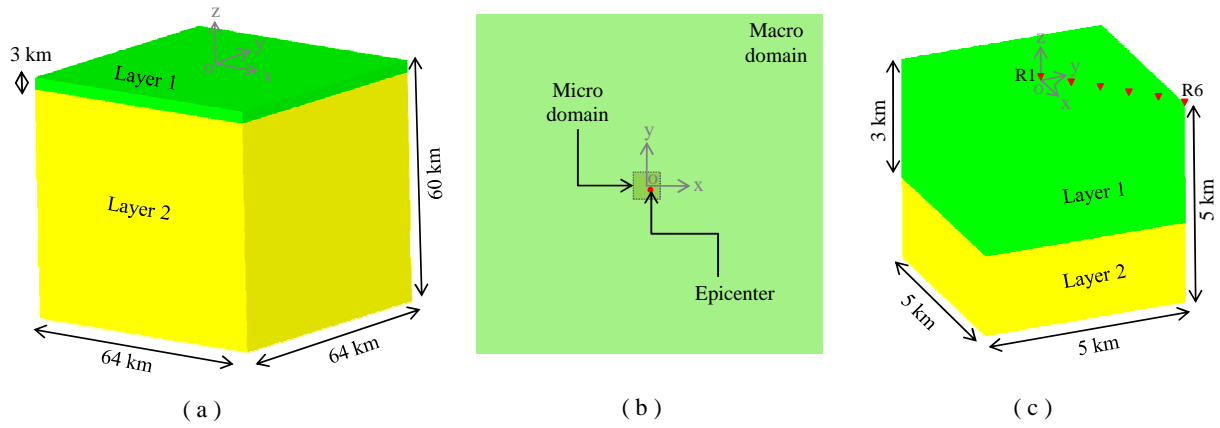 z
y
o
x
3 km
Layer 1
Layer 2
60 km
64 km
64 km
( a )
Macro
domain
Micro
domain
y
o
x
Epicenter
( b )
z
y
R1
o
x
R6
3 km
Layer 1
5 km
Layer 2
5 km
5 km
( c )